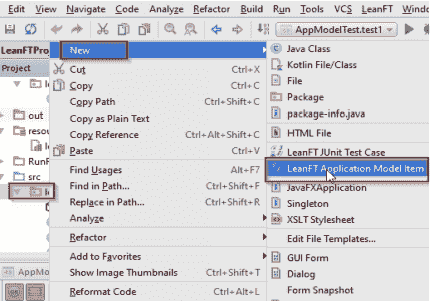 Edit View Navigate Code Analyze Refactor Build Run Tools VCS LeanFT Windo
AppModelTest.test1
LeanFTPro
Project
le
out
resou
le
RunF
src
le
AppMo
New
Cut Ctrl+X
Copy Ctrl+C
Copy Path Ctrl+Shift+C
Copy as Plain Text
Copy Reference Ctrl+Alt+Shift+C
Paste Ctrl+V
Find Usages Alt+F7
Find in Path... Ctrl+Shift+F
Replace in Path... Ctrl+Shift+R
Analyze
Refactor
Add to Favorites
Show Image Thumbnails Ctrl+Shift+T
Reformat Code Ctrl+Alt+L
Java Class
Kotlin File/Class
File
Package
package-info.java
HTML File
LeanFT JUnit Test Case
LeanFT Application Model Item
JavaFXApplication
Singleton
XSLT Stylesheet
Edit File Templates...
GUI Form
Dialog
Form Snapshot